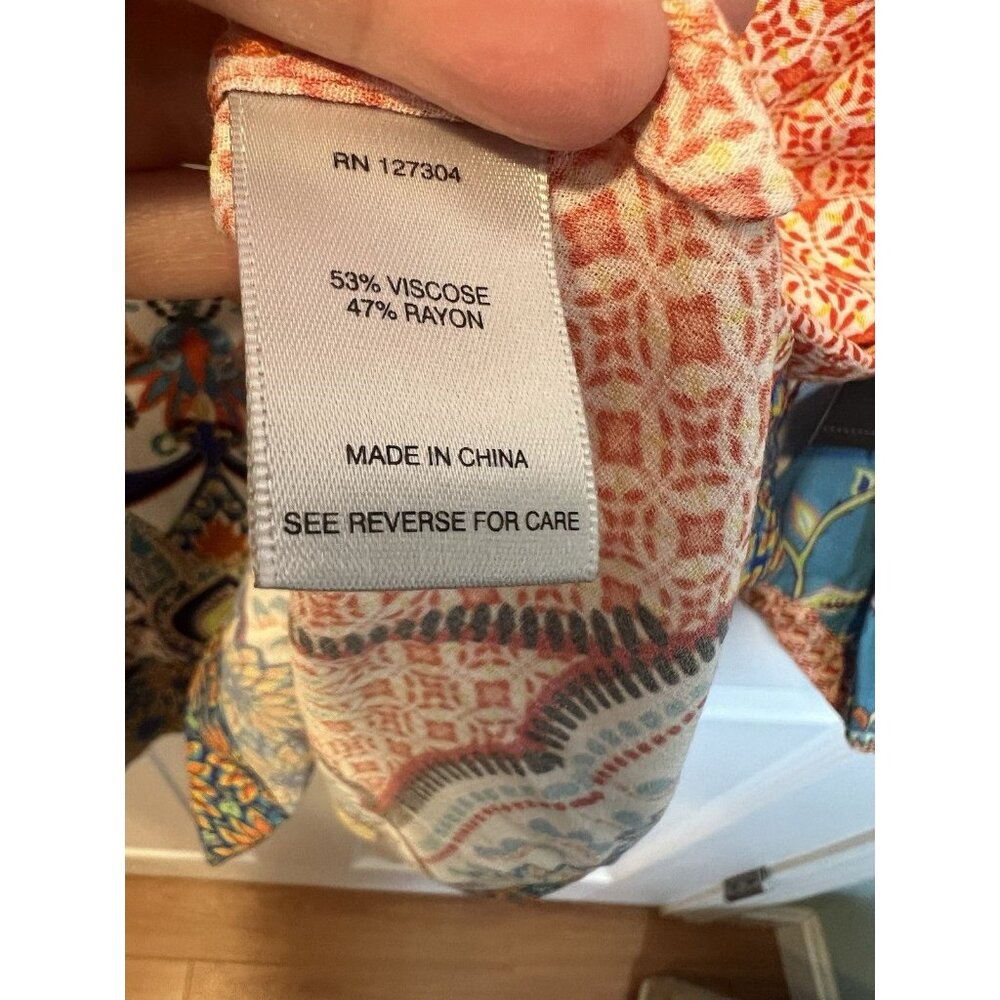 RN 127304
53% VISCOSE
47% RAYON
MADE IN CHINA
SEE REVERSE FOR CARE